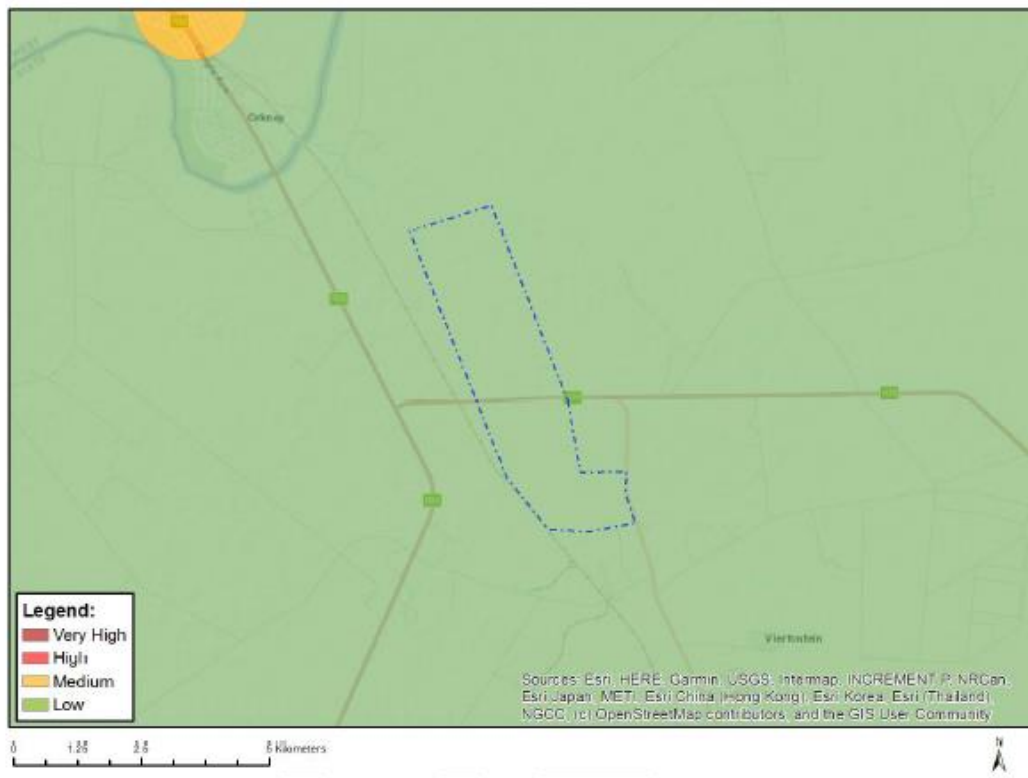 Orkney
Vierfontein
Legend:
Very High
High
Medium
Low
Sources: Esri, HERE, Garmin, USGS, Intermap, INCREMENT P, NRCan,
Esri Japan, METI, Esri China (Hong Kong), Esri Korea, Esri (Thailand),
NGCC, (c) OpenStreetMap contributors, and the GIS User Community
0 1.25 2.5 5 Kilometers
N